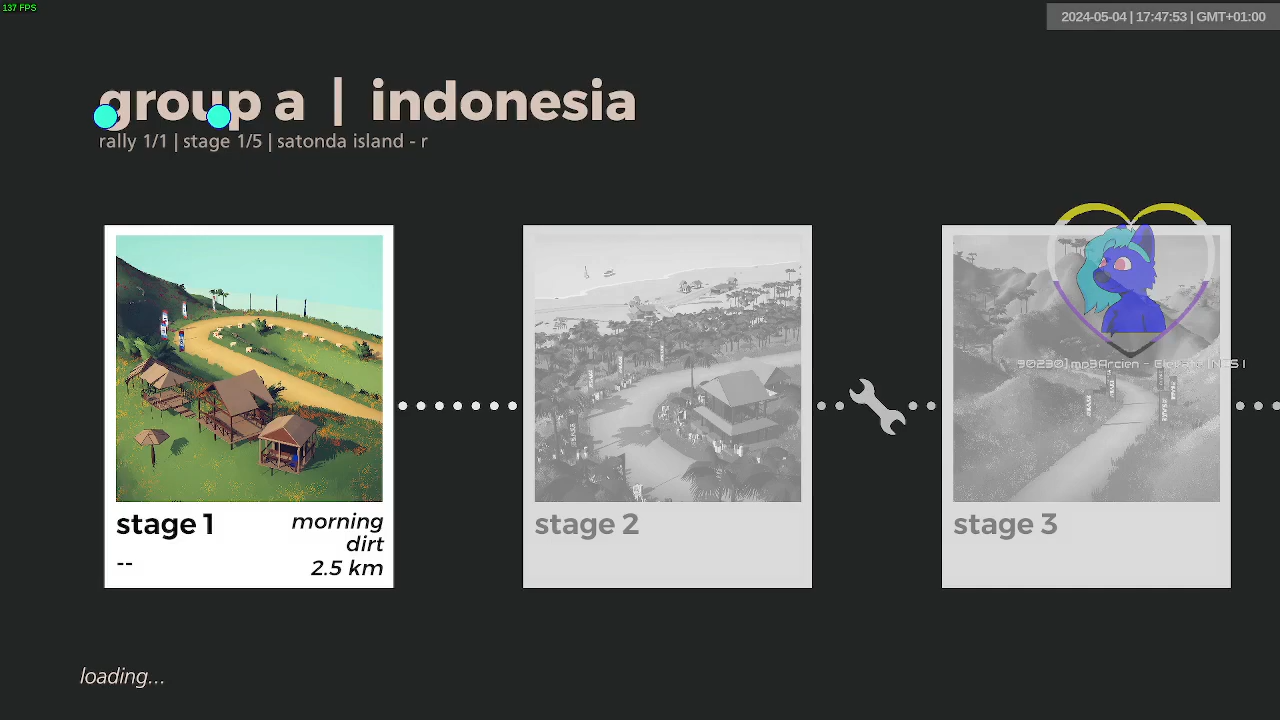 137 FPS
2024-05-04 | 17:47:53 | GMT+01:00
group a | indonesia
rally 1/1 | stage 1/5 | satonda island - r
stage 1
morning
dirt
--
2.5 km
stage 2
stage 3
loading...